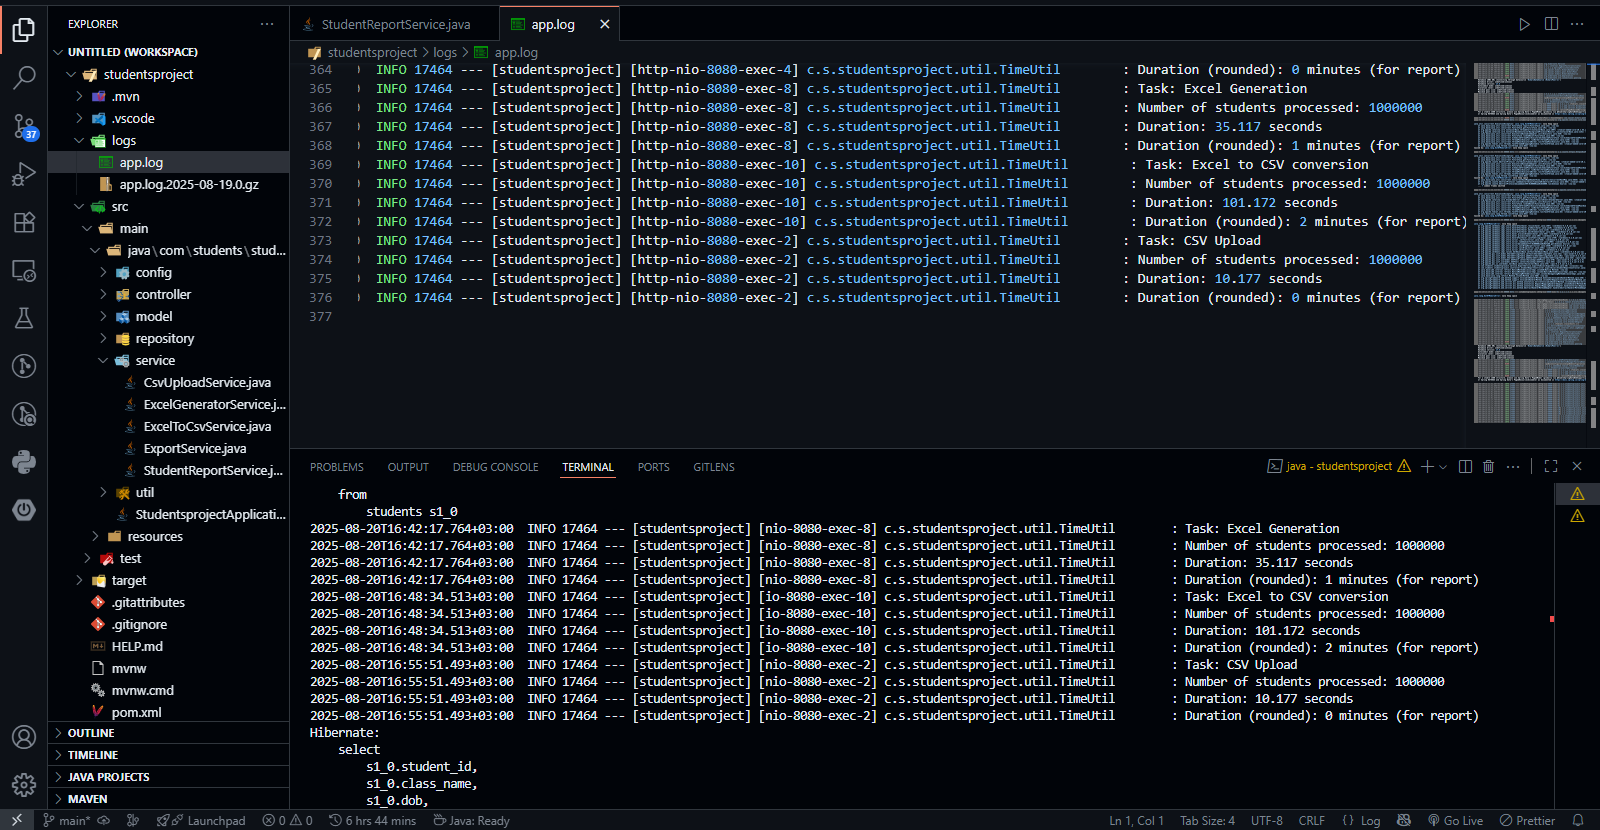 EXPLORER
UNTITLED (WORKSPACE)
studentsproject
.mvn
.vscode
logs
app.log
app.log.2025-08-19.0.gz
src
main
java\com\students\stud...
config
controller
model
repository
service
CsvUploadService.java
ExcelGeneratorService.j...
ExcelToCsvService.java
ExportService.java
StudentReportService.j...
util
StudentsprojectApplicati...
resources
test
target
.gitattributes
.gitignore
HELP.md
mvnw
mvnw.cmd
pom.xml
OUTLINE
TIMELINE
JAVA PROJECTS
MAVEN
37
StudentReportService.java
app.log
studentsproject > logs > app.log
364 ) INFO 17464 --- [studentsproject] [http-nio-8080-exec-4] c.s.studentsproject.util.TimeUtil : Duration (rounded): 0 minutes (for report)
365 ) INFO 17464 --- [studentsproject] [http-nio-8080-exec-8] c.s.studentsproject.util.TimeUtil : Task: Excel Generation
366 ) INFO 17464 --- [studentsproject] [http-nio-8080-exec-8] c.s.studentsproject.util.TimeUtil : Number of students processed: 1000000
367 ) INFO 17464 --- [studentsproject] [http-nio-8080-exec-8] c.s.studentsproject.util.TimeUtil : Duration: 35.117 seconds
368 ) INFO 17464 --- [studentsproject] [http-nio-8080-exec-8] c.s.studentsproject.util.TimeUtil : Duration (rounded): 1 minutes (for report)
369 ) INFO 17464 --- [studentsproject] [http-nio-8080-exec-10] c.s.studentsproject.util.TimeUtil : Task: Excel to CSV conversion
370 ) INFO 17464 --- [studentsproject] [http-nio-8080-exec-10] c.s.studentsproject.util.TimeUtil : Number of students processed: 1000000
371 ) INFO 17464 --- [studentsproject] [http-nio-8080-exec-10] c.s.studentsproject.util.TimeUtil : Duration: 101.172 seconds
372 ) INFO 17464 --- [studentsproject] [http-nio-8080-exec-10] c.s.studentsproject.util.TimeUtil : Duration (rounded): 2 minutes (for report)
373 ) INFO 17464 --- [studentsproject] [http-nio-8080-exec-2] c.s.studentsproject.util.TimeUtil : Task: CSV Upload
374 ) INFO 17464 --- [studentsproject] [http-nio-8080-exec-2] c.s.studentsproject.util.TimeUtil : Number of students processed: 1000000
375 ) INFO 17464 --- [studentsproject] [http-nio-8080-exec-2] c.s.studentsproject.util.TimeUtil : Duration: 10.177 seconds
376 ) INFO 17464 --- [studentsproject] [http-nio-8080-exec-2] c.s.studentsproject.util.TimeUtil : Duration (rounded): 0 minutes (for report)
377
PROBLEMS OUTPUT DEBUG CONSOLE TERMINAL PORTS GITLENS
java - studentsproject
from
students s1_0
2025-08-20T16:42:17.764+03:00 INFO 17464 --- [studentsproject] [nio-8080-exec-8] c.s.studentsproject.util.TimeUtil : Task: Excel Generation
2025-08-20T16:42:17.764+03:00 INFO 17464 --- [studentsproject] [nio-8080-exec-8] c.s.studentsproject.util.TimeUtil : Number of students processed: 1000000
2025-08-20T16:42:17.764+03:00 INFO 17464 --- [studentsproject] [nio-8080-exec-8] c.s.studentsproject.util.TimeUtil : Duration: 35.117 seconds
2025-08-20T16:42:17.764+03:00 INFO 17464 --- [studentsproject] [nio-8080-exec-8] c.s.studentsproject.util.TimeUtil : Duration (rounded): 1 minutes (for report)
2025-08-20T16:48:34.513+03:00 INFO 17464 --- [studentsproject] [io-8080-exec-10] c.s.studentsproject.util.TimeUtil : Task: Excel to CSV conversion
2025-08-20T16:48:34.513+03:00 INFO 17464 --- [studentsproject] [io-8080-exec-10] c.s.studentsproject.util.TimeUtil : Number of students processed: 1000000
2025-08-20T16:48:34.513+03:00 INFO 17464 --- [studentsproject] [io-8080-exec-10] c.s.studentsproject.util.TimeUtil : Duration: 101.172 seconds
2025-08-20T16:48:34.513+03:00 INFO 17464 --- [studentsproject] [io-8080-exec-10] c.s.studentsproject.util.TimeUtil : Duration (rounded): 2 minutes (for report)
2025-08-20T16:55:51.493+03:00 INFO 17464 --- [studentsproject] [nio-8080-exec-2] c.s.studentsproject.util.TimeUtil : Task: CSV Upload
2025-08-20T16:55:51.493+03:00 INFO 17464 --- [studentsproject] [nio-8080-exec-2] c.s.studentsproject.util.TimeUtil : Number of students processed: 1000000
2025-08-20T16:55:51.493+03:00 INFO 17464 --- [studentsproject] [nio-8080-exec-2] c.s.studentsproject.util.TimeUtil : Duration: 10.177 seconds
2025-08-20T16:55:51.493+03:00 INFO 17464 --- [studentsproject] [nio-8080-exec-2] c.s.studentsproject.util.TimeUtil : Duration (rounded): 0 minutes (for report)
Hibernate:
select
s1_0.student_id,
s1_0.class_name,
s1_0.dob,
main* Launchpad 0 0 6 hrs 44 mins Java: Ready Ln 1, Col 1 Tab Size: 4 UTF-8 CRLF { } Log Go Live Prettier